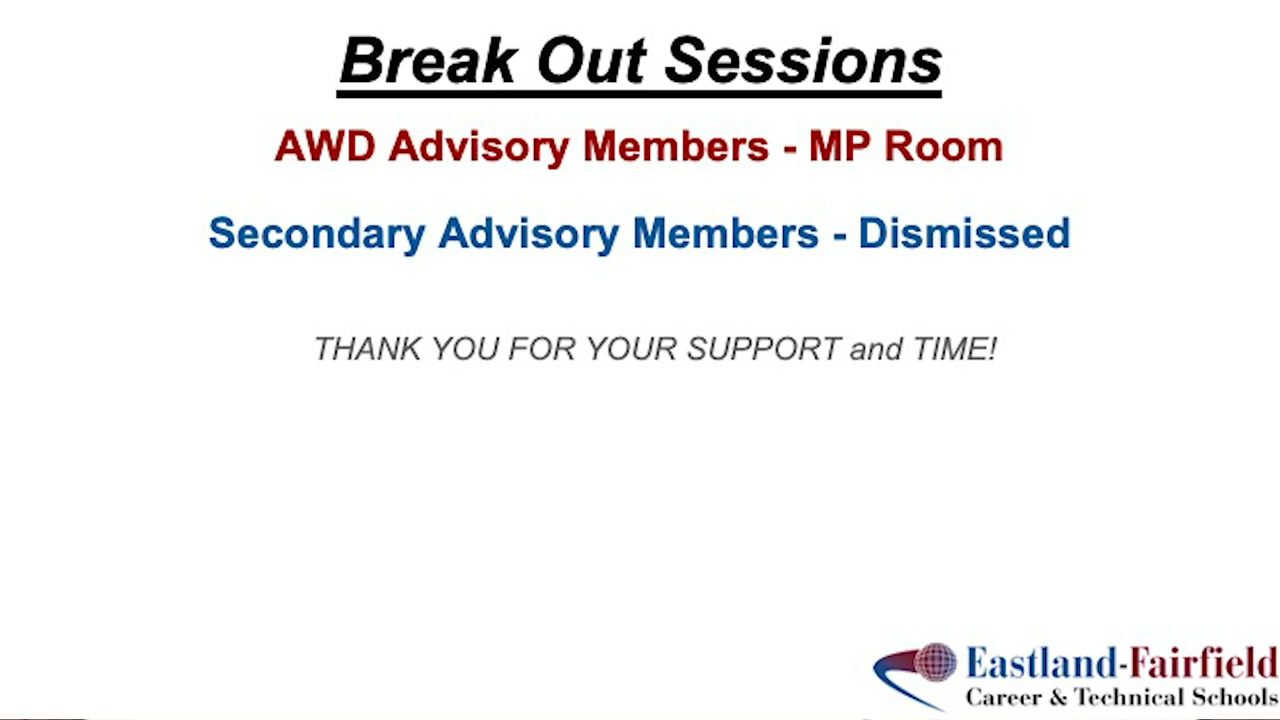 Break Out Sessions
AWD Advisory Members - MP Room
Secondary Advisory Members - Dismissed
THANK YOU FOR YOUR SUPPORT and TIME!
Eastland-Fairfield
Career & Technical Schools